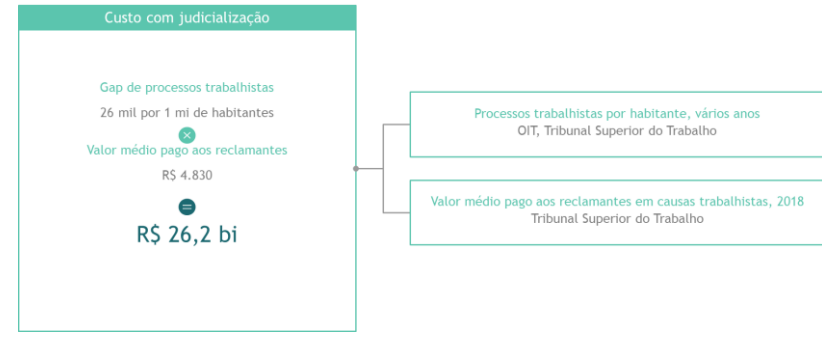 Custo com judicialização
Gap de processos trabalhistas
26 mil por 1 mi de habitantes
×
Valor médio pago aos reclamantes
R$ 4.830
=
R$ 26,2 bi
Processos trabalhistas por habitante, vários anos
OIT, Tribunal Superior do Trabalho
Valor médio pago aos reclamantes em causas trabalhistas, 2018
Tribunal Superior do Trabalho